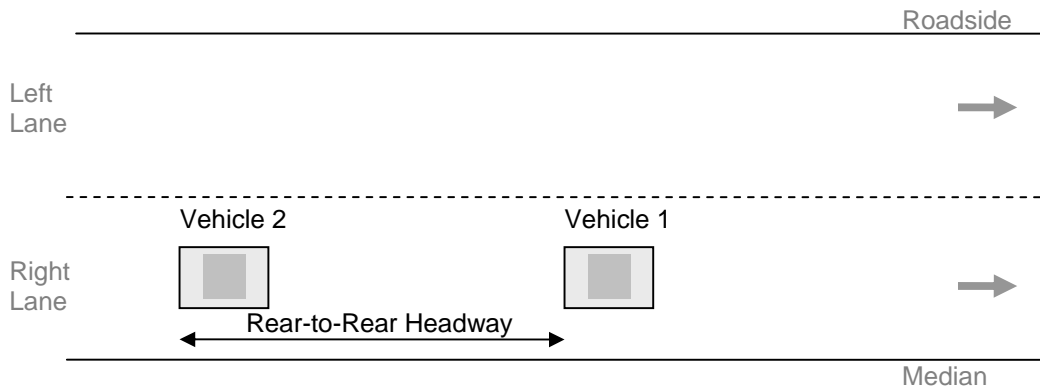 Roadside
Left
Lane
Vehicle 2
Vehicle 1
Right
Lane
Rear-to-Rear Headway
Median